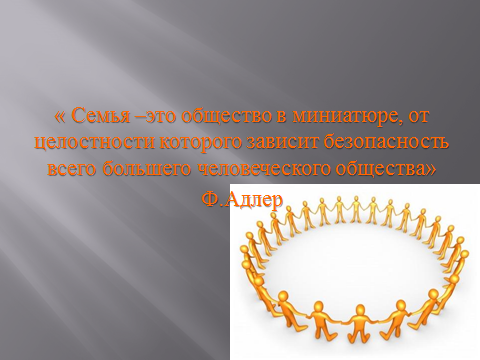 « Семья –это общество в миниатюре, от
целостности которого зависит безопасность
всего большего человеческого общества»
Ф.Адлер